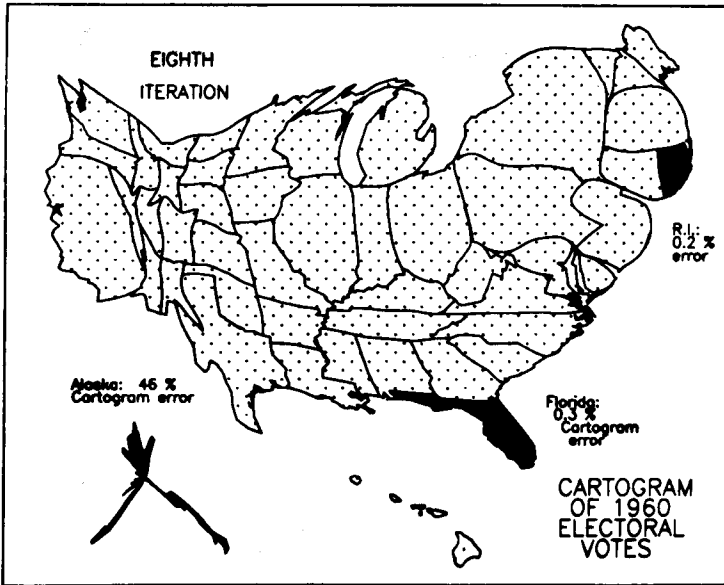 EIGHTH
ITERATION
R.I.:
0.2 %
error
Alaska: 46 %
Cartogram error
Florida:
0.3 %
Cartogram
error
CARTOGRAM
OF 1960
ELECTORAL
VOTES